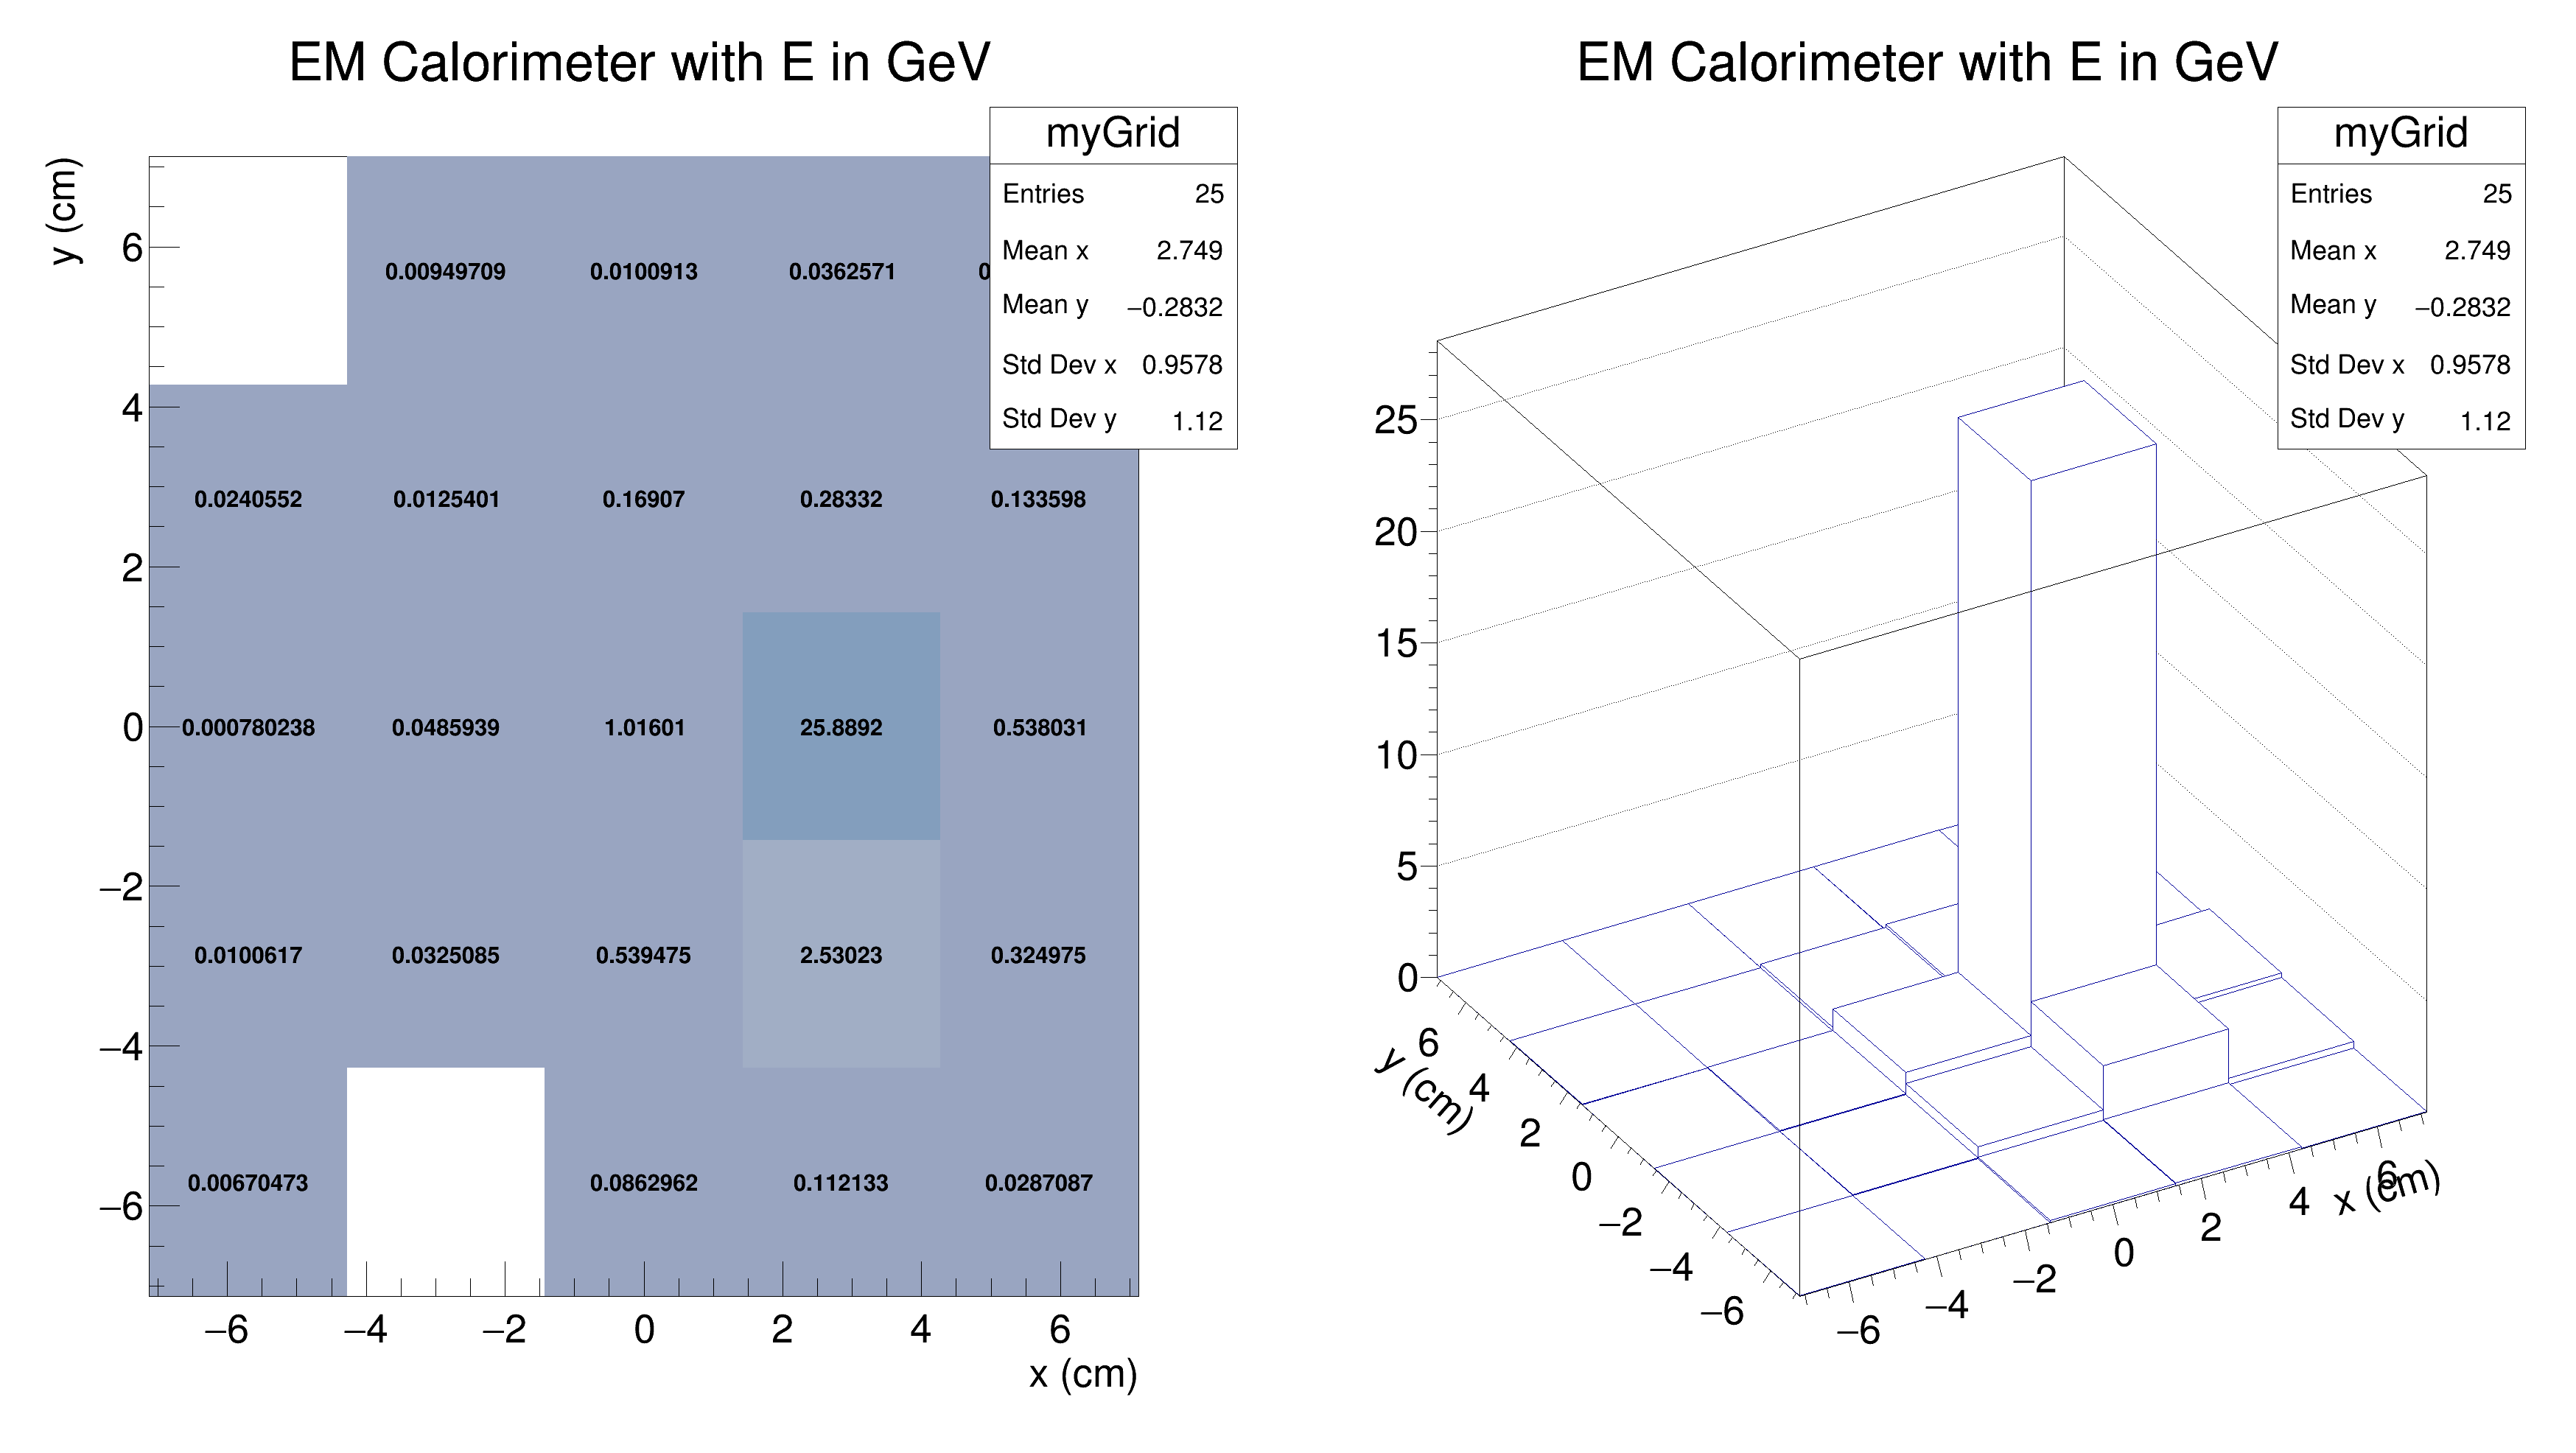 EM Calorimeter with E in GeV
myGrid
Entries 25
Mean x 2.749
Mean y −0.2832
Std Dev x 0.9578
Std Dev y 1.12
y (cm)
6
4
2
0
−2
−4
−6
0.00949709 0.0100913 0.0362571
0.0240552 0.0125401 0.16907 0.28332 0.133598
0.000780238 0.0485939 1.01601 25.8892 0.538031
0.0100617 0.0325085 0.539475 2.53023 0.324975
0.00670473 0.0862962 0.112133 0.0287087
−6 −4 −2 0 2 4 6
x (cm)
EM Calorimeter with E in GeV
myGrid
Entries 25
Mean x 2.749
Mean y −0.2832
Std Dev x 0.9578
Std Dev y 1.12
25
20
15
10
5
0
6
4
2
0
−2
−4
−6
y (cm)
−6 −4 −2 0 2 4 6
x (cm)